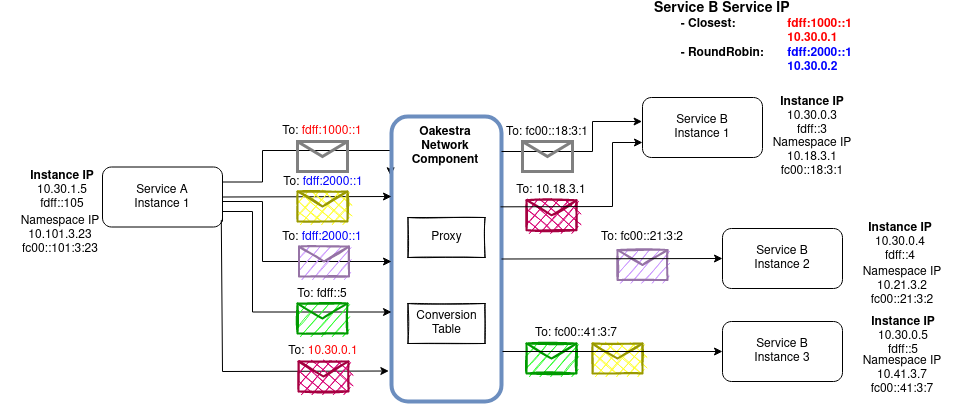 Service B Service IP
- Closest: fdff:1000::1
10.30.0.1
- RoundRobin: fdff:2000::1
10.30.0.2
Instance IP
10.30.1.5
fdff::105
Namespace IP
10.101.3.23
fc00::101:3:23
Service A
Instance 1
To: fdff:1000::1
To: fdff:2000::1
To: fdff:2000::1
To: fdff::5
To: 10.30.0.1
Oakestra
Network
Component
Proxy
Conversion
Table
To: fc00::18:3:1
To: 10.18.3.1
To: fc00::21:3:2
To: fc00::41:3:7
Service B
Instance 1
Instance IP
10.30.0.3
fdff::3
Namespace IP
10.18.3.1
fc00::18:3:1
Service B
Instance 2
Instance IP
10.30.0.4
fdff::4
Namespace IP
10.21.3.2
fc00::21:3:2
Service B
Instance 3
Instance IP
10.30.0.5
fdff::5
Namespace IP
10.41.3.7
fc00::41:3:7